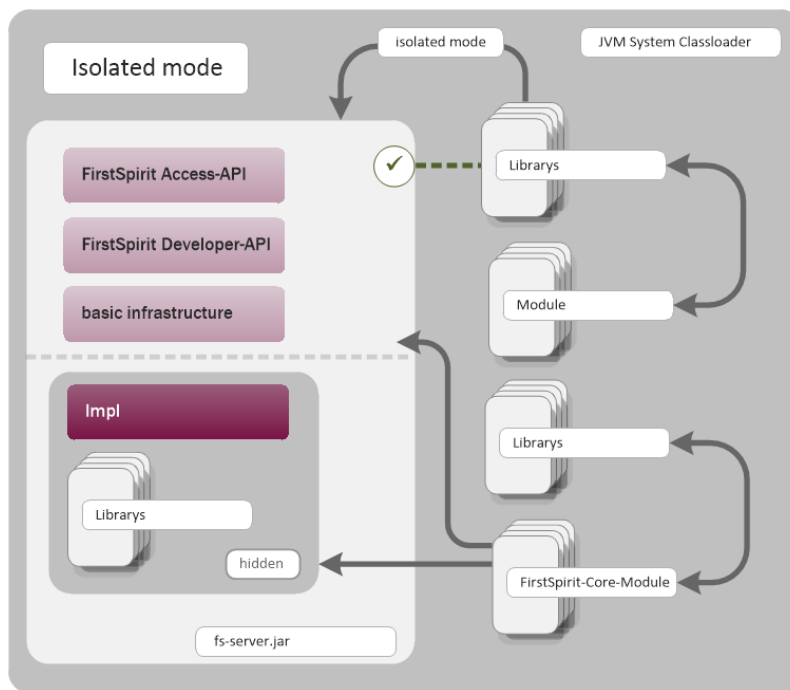 isolated mode
JVM System Classloader
Isolated mode
FirstSpirit Access-API
✓
Librarys
FirstSpirit Developer-API
basic infrastructure
Module
Impl
Librarys
Librarys
hidden
FirstSpirit-Core-Module
fs-server.jar